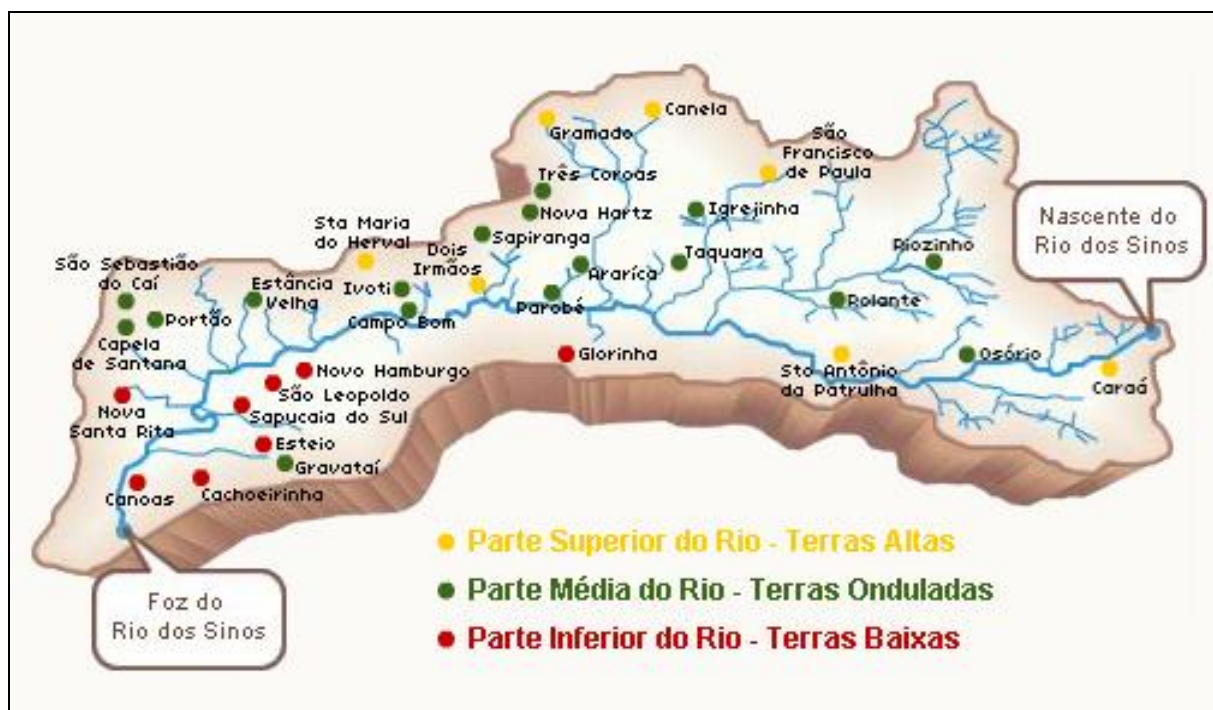 Canela
Gramado
São
Francisco
de Paula
Três Coroas
Nova Hartz
Igrejinha
Sta Maria
do Herval
Sapiranga
Dois
Irmãos
Taquara
Riozinho
Nascente do
Rio dos Sinos
São Sebastião
do Caí
Estância
Velha
Ivoti
Araríca
Parobé
Rolante
Portão
Campo Bom
Capela
de Santana
Glorinha
Sto Antônio
da Patrulha
Osório
Caraá
Novo Hamburgo
São Leopoldo
Sapucaia do Sul
Nova
Santa Rita
Esteio
Gravataí
Canoas
Cachoeirinha
Foz do
Rio dos Sinos
Parte Superior do Rio - Terras Altas
Parte Média do Rio - Terras Onduladas
Parte Inferior do Rio - Terras Baixas